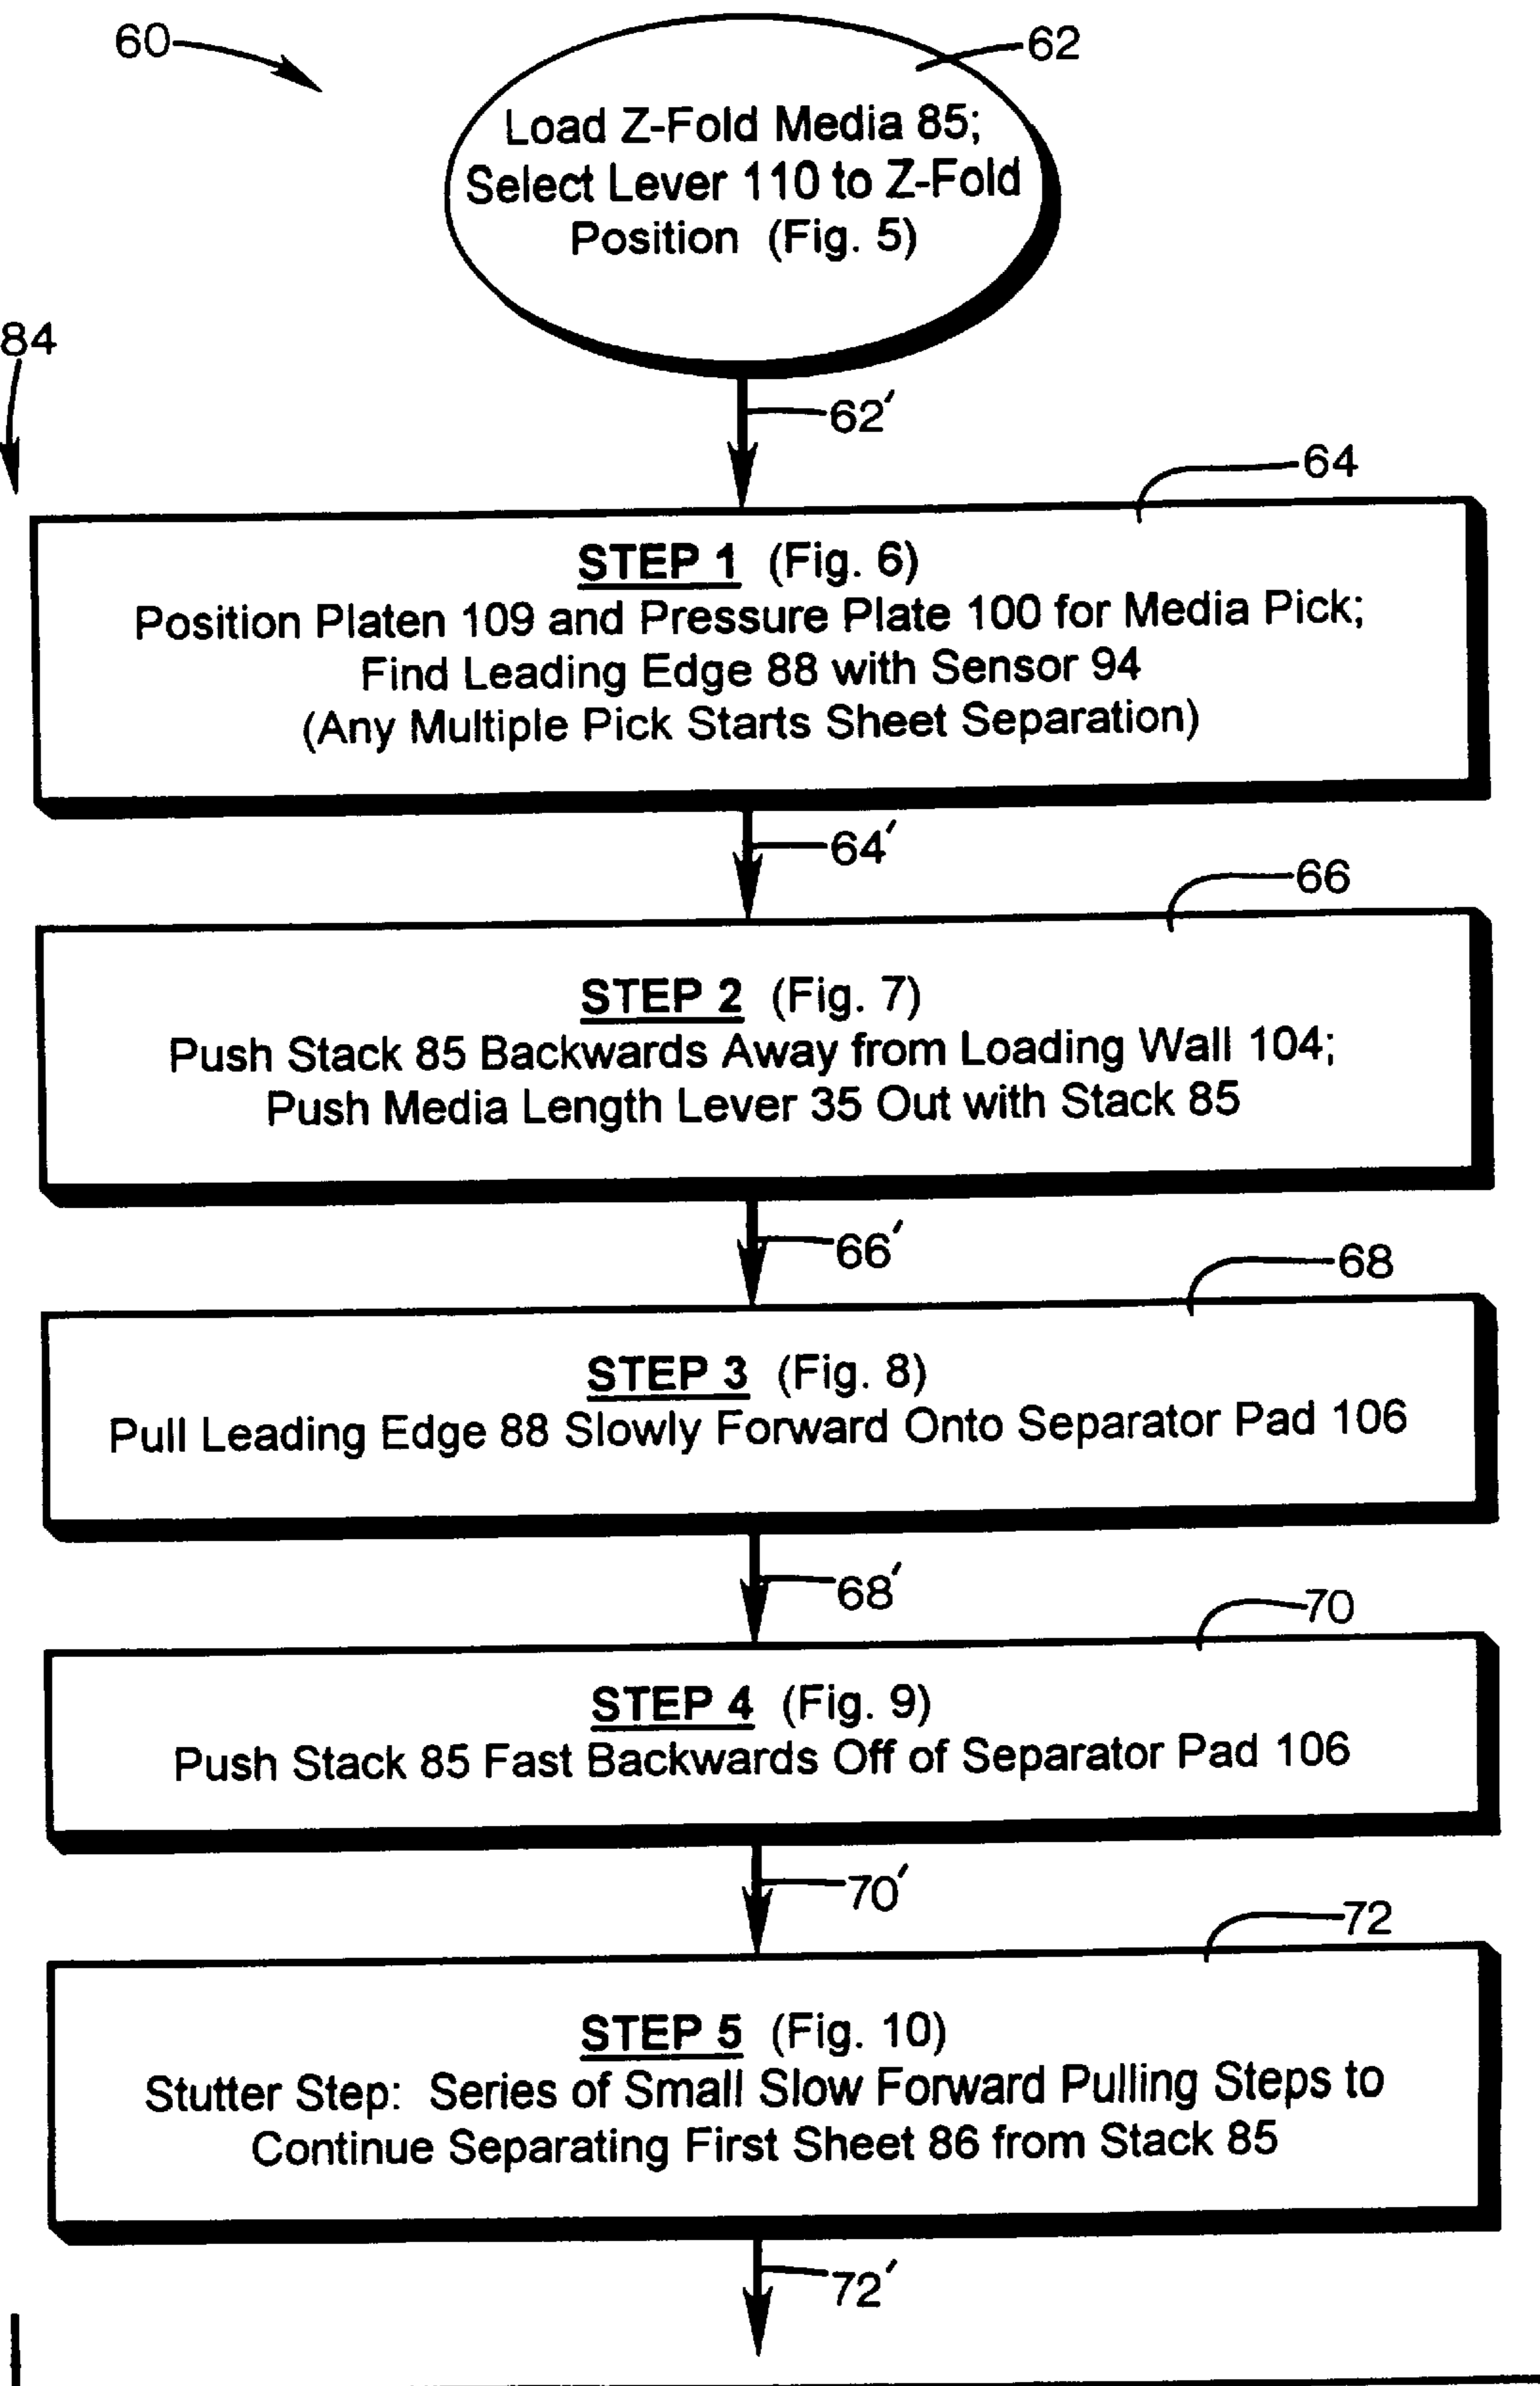 60
62
Load Z-Fold Media 85;
Select Lever 110 to Z-Fold
Position (Fig. 5)
84
62′
64
STEP 1 (Fig. 6)
Position Platen 109 and Pressure Plate 100 for Media Pick;
Find Leading Edge 88 with Sensor 94
(Any Multiple Pick Starts Sheet Separation)
64′
66
STEP 2 (Fig. 7)
Push Stack 85 Backwards Away from Loading Wall 104;
Push Media Length Lever 35 Out with Stack 85
66′
68
STEP 3 (Fig. 8)
Pull Leading Edge 88 Slowly Forward Onto Separator Pad 106
68′
70
STEP 4 (Fig. 9)
Push Stack 85 Fast Backwards Off of Separator Pad 106
70′
72
STEP 5 (Fig. 10)
Stutter Step: Series of Small Slow Forward Pulling Steps to
Continue Separating First Sheet 86 from Stack 85
72′